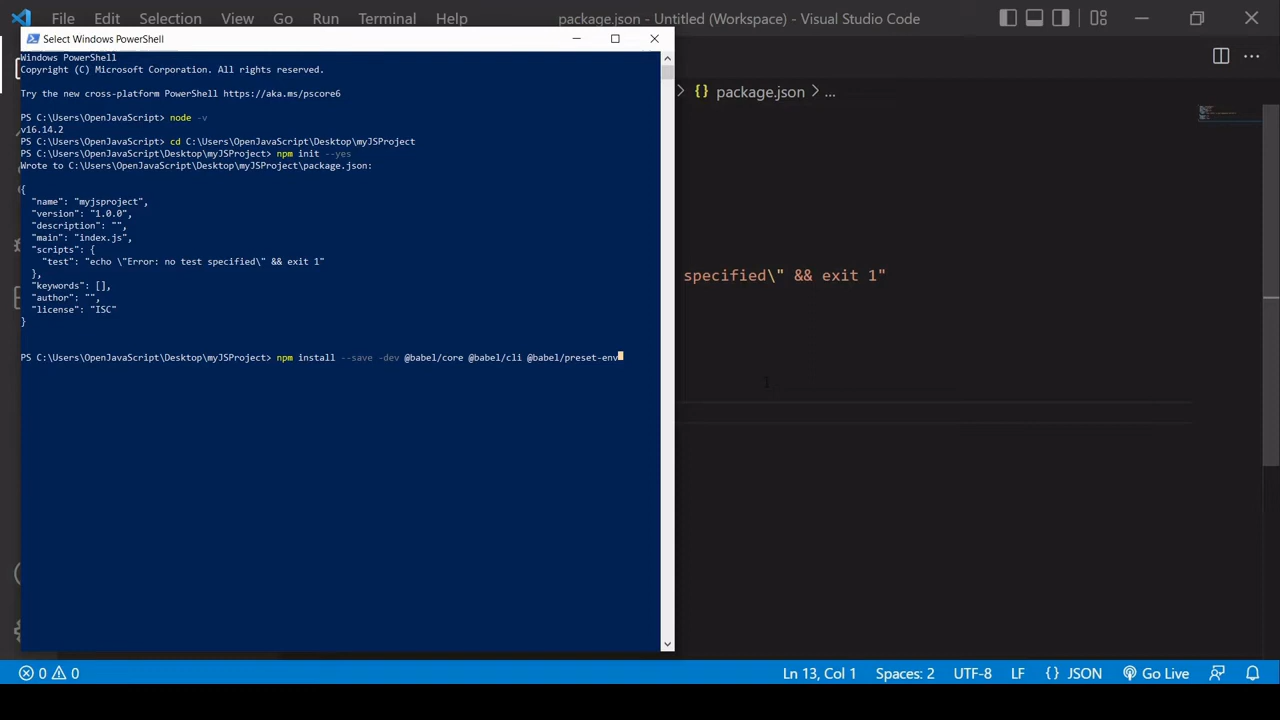 File Edit Selection View Go Run Terminal Help package.json - Untitled (Workspace) - Visual Studio Code
Select Windows PowerShell
Windows PowerShell
Copyright (C) Microsoft Corporation. All rights reserved.
Try the new cross-platform PowerShell https://aka.ms/pscore6
PS C:\Users\OpenJavaScript> node -v
v16.14.2
PS C:\Users\OpenJavaScript> cd C:\Users\OpenJavaScript\Desktop\myJSProject
PS C:\Users\OpenJavaScript\Desktop\myJSProject> npm init --yes
Wrote to C:\Users\OpenJavaScript\Desktop\myJSProject\package.json:
{
"name": "myjsproject",
"version": "1.0.0",
"description": "",
"main": "index.js",
"scripts": {
"test": "echo \"Error: no test specified\" && exit 1"
},
"keywords": [],
"author": "",
"license": "ISC"
}
PS C:\Users\OpenJavaScript\Desktop\myJSProject> npm install --save -dev @babel/core @babel/cli @babel/preset-env
> {} package.json > ...
specified\" && exit 1"
0 0 Ln 13, Col 1 Spaces: 2 UTF-8 LF {} JSON Go Live